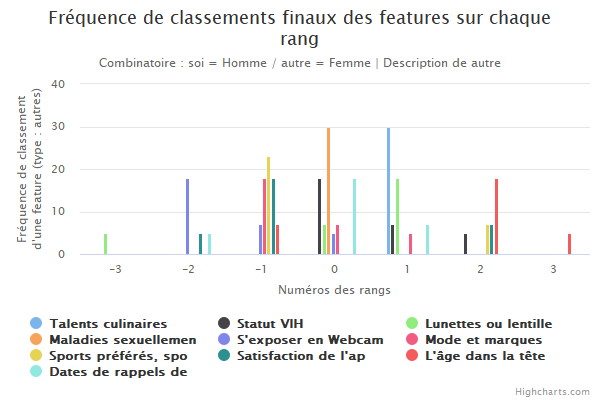 Fréquence de classements finaux des features sur chaque
rang
Combinatoire : soi = Homme / autre = Femme | Description de autre
Fréquence de classement
d'une feature (type : autres)
40
30
20
10
0
−3
−2
−1
0
1
2
3
Numéros des rangs
Talents culinaires
Statut VIH
Lunettes ou lentille
Maladies sexuellemen
S'exposer en Webcam
Mode et marques
Sports préférés, spo
Satisfaction de l'ap
L'âge dans la tête
Dates de rappels de
Highcharts.com